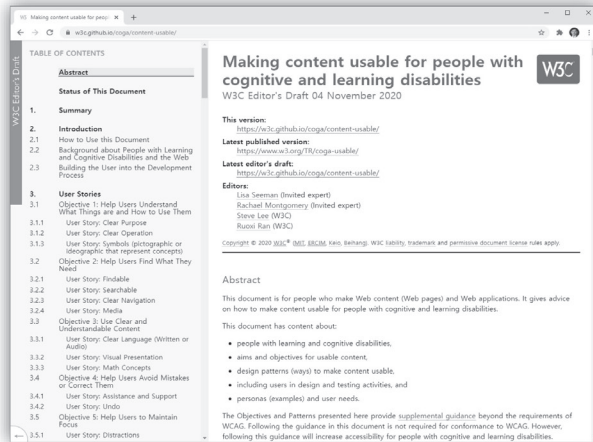 Making content usable for peop
w3c.github.io/coga/content-usable/
W3C Editor's Draft
TABLE OF CONTENTS
Abstract
Status of This Document
1. Summary
2. Introduction
2.1 How to Use this Document
2.2 Background about People with Learning
and Cognitive Disabilities and the Web
2.3 Building the User into the Development
Process
3. User Stories
3.1 Objective 1: Help Users Understand
What Things are and How to Use Them
3.1.1 User Story: Clear Purpose
3.1.2 User Story: Clear Operation
3.1.3 User Story: Symbols (pictographic or
ideographic that represent concepts)
3.2 Objective 2: Help Users Find What They
Need
3.2.1 User Story: Findable
3.2.2 User Story: Searchable
3.2.3 User Story: Clear Navigation
3.2.4 User Story: Media
3.3 Objective 3: Use Clear and
Understandable Content
3.3.1 User Story: Clear Language (Written or
Audio)
3.3.2 User Story: Visual Presentation
3.3.3 User Story: Math Concepts
3.4 Objective 4: Help Users Avoid Mistakes
or Correct Them
3.4.1 User Story: Assistance and Support
3.4.2 User Story: Undo
3.5 Objective 5: Help Users to Maintain
Focus
3.5.1 User Story: Distractions
Making content usable for people with
cognitive and learning disabilities
W3C
W3C Editor's Draft 04 November 2020
This version:
https://w3c.github.io/coga/content-usable/
Latest published version:
https://www.w3.org/TR/coga-usable/
Latest editor's draft:
https://w3c.github.io/coga/content-usable/
Editors:
Lisa Seeman (Invited expert)
Rachael Montgomery (Invited expert)
Steve Lee (W3C)
Ruoxi Ran (W3C)
Copyright © 2020 W3C® (MIT, ERCIM, Keio, Beihang). W3C liability, trademark and permissive document license rules apply.
Abstract
This document is for people who make Web content (Web pages) and Web applications. It gives advice
on how to make content usable for people with cognitive and learning disabilities.
This document has content about:
• people with learning and cognitive disabilities,
• aims and objectives for usable content,
• design patterns (ways) to make content usable,
• including users in design and testing activities, and
• personas (examples) and user needs.
The Objectives and Patterns presented here provide supplemental guidance beyond the requirements of
WCAG. Following the guidance in this document is not required for conformance to WCAG. However,
following this guidance will increase accessibility for people with cognitive and learning disabilities.